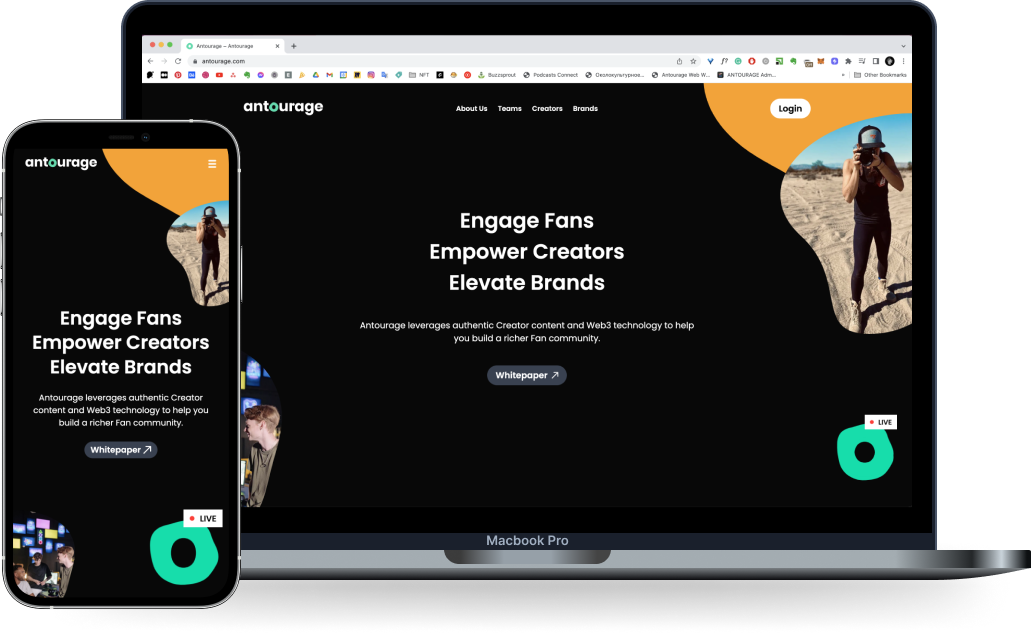 Antourage – Antourage
antourage.com
NFT
Buzzsprout
Podcasts Connect
Околокультурное...
Antourage Web W...
ANTOURAGE Adm...
Other Bookmarks
antourage
About Us
Teams
Creators
Brands
Login
Engage Fans
Empower Creators
Elevate Brands
Antourage leverages authentic Creator content and Web3 technology to help
you build a richer Fan community.
Whitepaper
LIVE
Macbook Pro
antourage
Engage Fans
Empower Creators
Elevate Brands
Antourage leverages authentic Creator
content and Web3 technology to help you
build a richer Fan community.
Whitepaper
LIVE